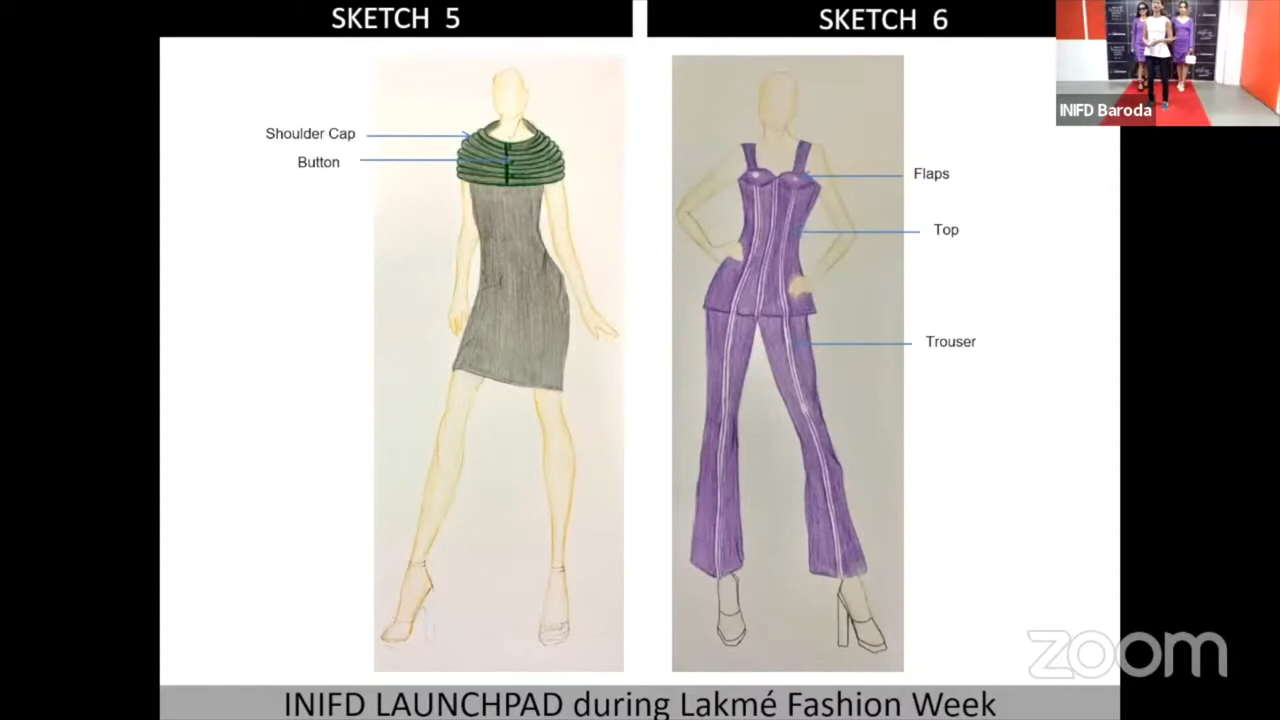 SKETCH 5
SKETCH 6
INIFD Baroda
Shoulder Cap
Button
Flaps
Top
Trouser
zoom
INIFD LAUNCHPAD during Lakmé Fashion Week